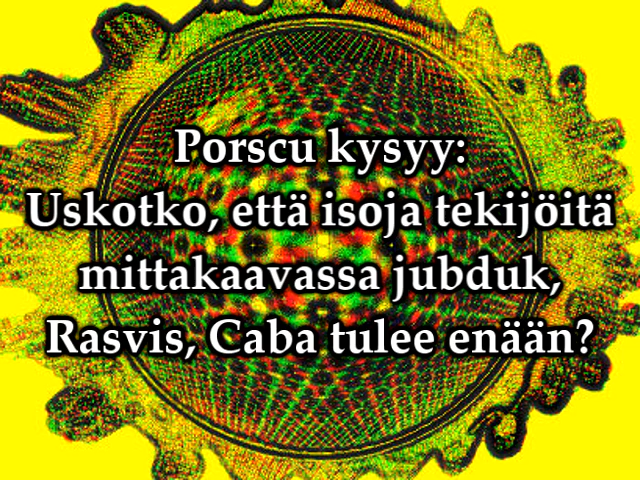 Porscu kysyy:
Uskotko, että isoja tekijöitä
mittakaavassa jubduk,
Rasvis, Caba tulee enään?